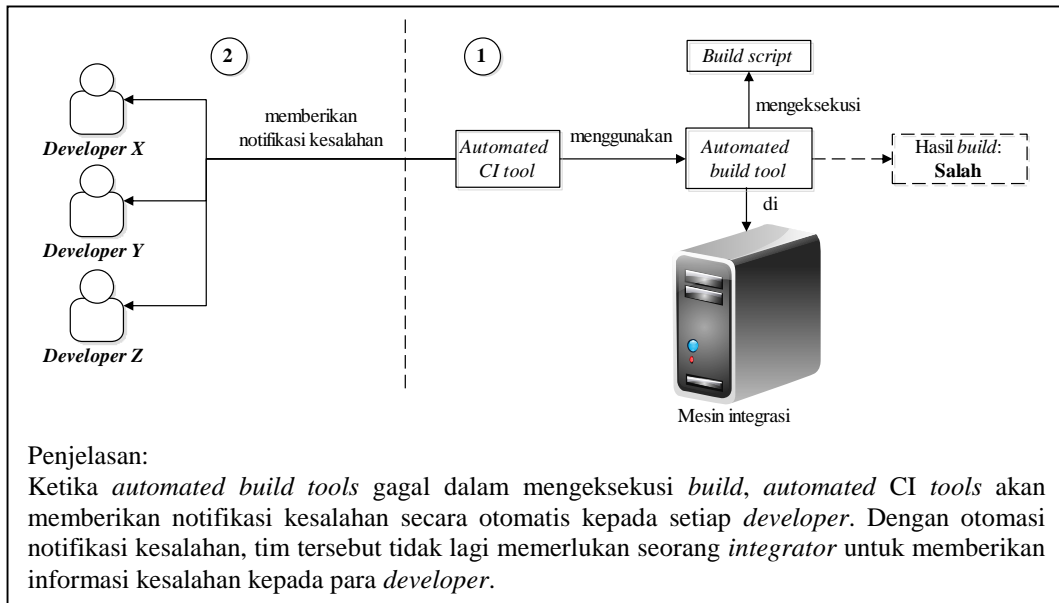 2
1
Build script
mengeksekusi
memberikan
notifikasi kesalahan
Developer X
Developer Y
Developer Z
Automated
CI tool
menggunakan
Automated
build tool
Hasil build:
Salah
di
Mesin integrasi
Penjelasan:
Ketika automated build tools gagal dalam mengeksekusi build, automated CI tools akan
memberikan notifikasi kesalahan secara otomatis kepada setiap developer. Dengan otomasi
notifikasi kesalahan, tim tersebut tidak lagi memerlukan seorang integrator untuk memberikan
informasi kesalahan kepada para developer.